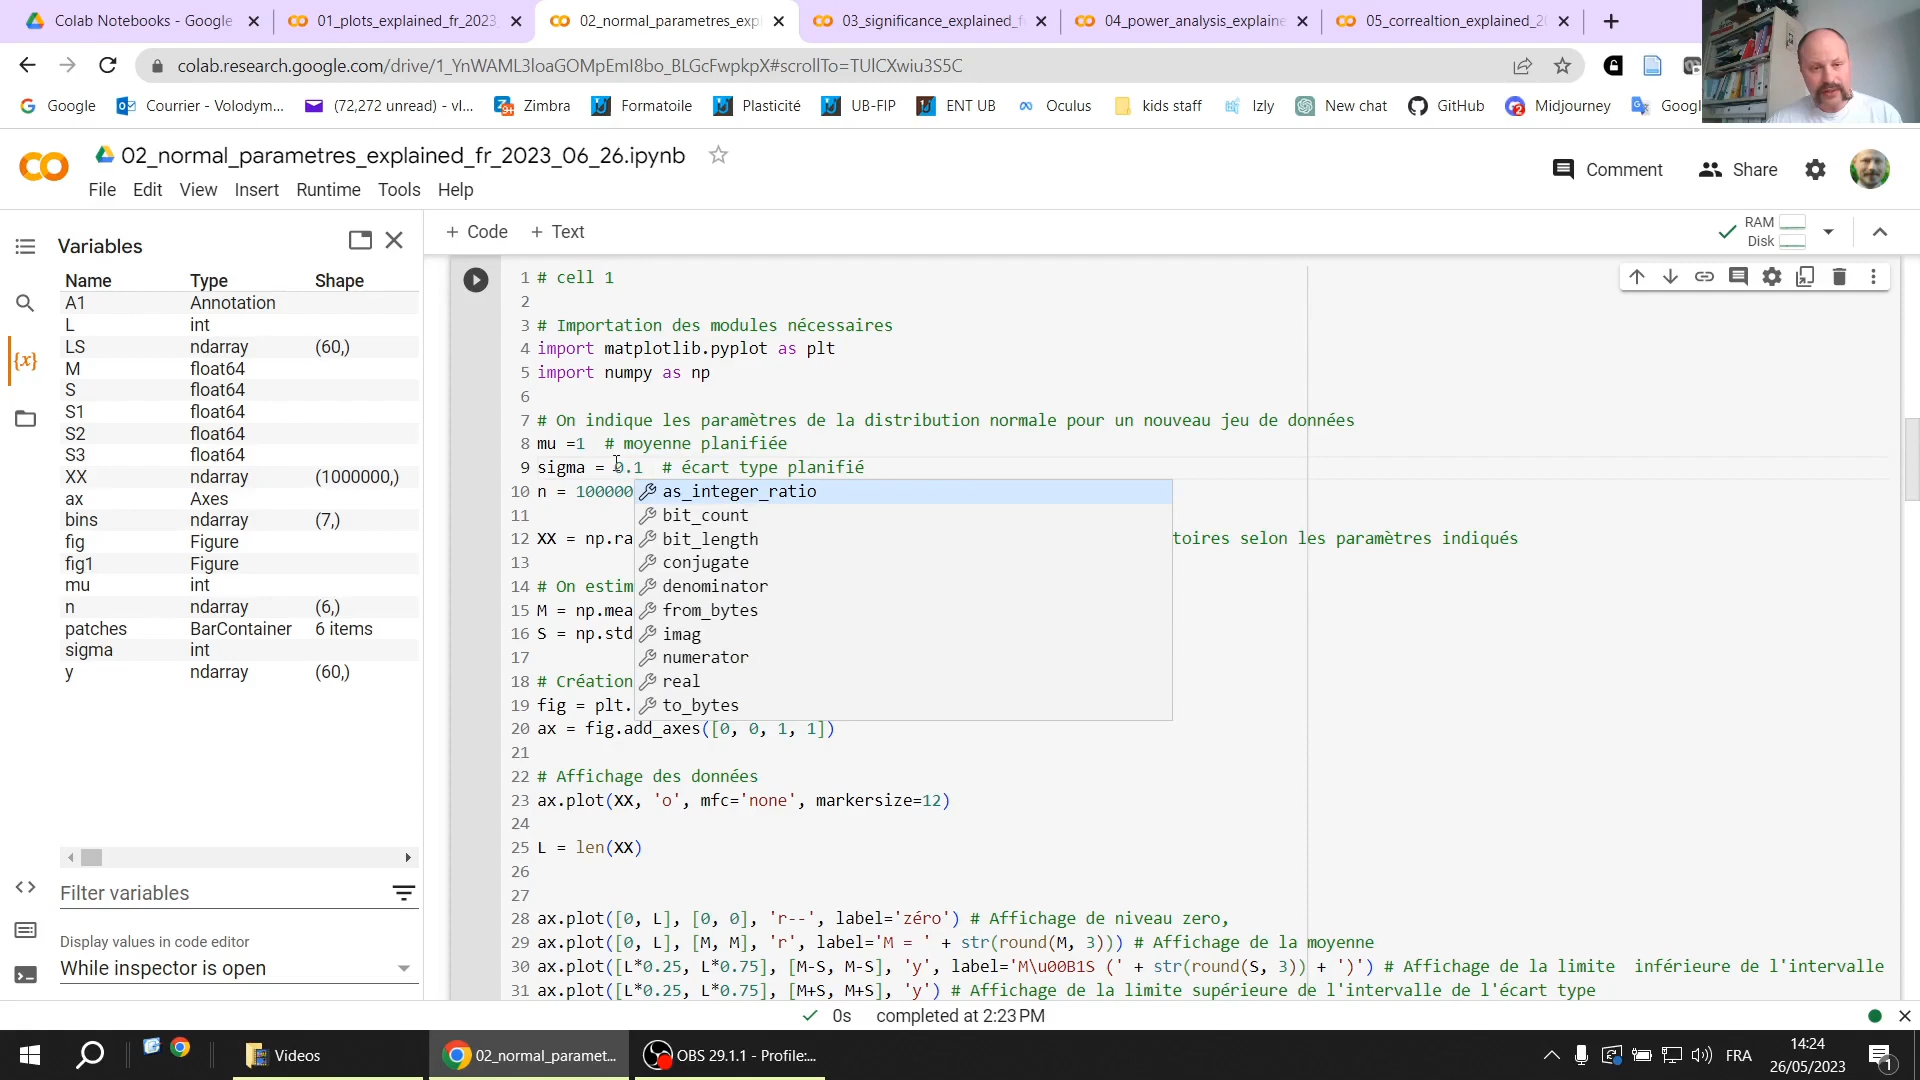 Colab Notebooks - Google
01_plots_explained_fr_2023_
02_normal_parametres_exp
03_significance_explained_f
04_power_analysis_explaine
05_correaltion_explained_2
colab.research.google.com/drive/1_YnWAML3loaGOMpEmI8bo_BLGcFwpkpX#scrollTo=TUlCXwiu3S5C
Google
Courrier - Volodym...
(72,272 unread) - vl...
Zimbra
Formatoile
Plasticité
UB-FIP
ENT UB
Oculus
kids staff
Izly
New chat
GitHub
Midjourney
Googl
02_normal_parametres_explained_fr_2023_06_26.ipynb
File Edit View Insert Runtime Tools Help
Comment
Share
+ Code + Text
RAM
Disk
Variables
Name Type Shape
A1 Annotation
L int
LS ndarray (60,)
M float64
S float64
S1 float64
S2 float64
S3 float64
XX ndarray (1000000,)
ax Axes
bins ndarray (7,)
fig Figure
fig1 Figure
mu int
n ndarray (6,)
patches BarContainer 6 items
sigma int
y ndarray (60,)
Filter variables
Display values in code editor
While inspector is open
1 # cell 1
2
3 # Importation des modules nécessaires
4 import matplotlib.pyplot as plt
5 import numpy as np
6
7 # On indique les paramètres de la distribution normale pour un nouveau jeu de données
8 mu =1 # moyenne planifiée
9 sigma = 0.1 # écart type planifié
10 n = 100000
11
12 XX = np.ra toires selon les paramètres indiqués
13
14 # On estim
15 M = np.mea
16 S = np.std
17
18 # Création
19 fig = plt.
20 ax = fig.add_axes([0, 0, 1, 1])
21
22 # Affichage des données
23 ax.plot(XX, 'o', mfc='none', markersize=12)
24
25 L = len(XX)
26
27
28 ax.plot([0, L], [0, 0], 'r--', label='zéro') # Affichage de niveau zero,
29 ax.plot([0, L], [M, M], 'r', label='M = ' + str(round(M, 3))) # Affichage de la moyenne
30 ax.plot([L*0.25, L*0.75], [M-S, M-S], 'y', label='M\u00B1S (' + str(round(S, 3)) + ')') # Affichage de la limite  inférieure de l'intervalle
31 ax.plot([L*0.25, L*0.75], [M+S, M+S], 'y') # Affichage de la limite supérieure de l'intervalle de l'écart type
as_integer_ratio
bit_count
bit_length
conjugate
denominator
from_bytes
imag
numerator
real
to_bytes
0s completed at 2:23 PM
Videos
02_normal_paramet...
OBS 29.1.1 - Profile:...
FRA
14:24
26/05/2023
1